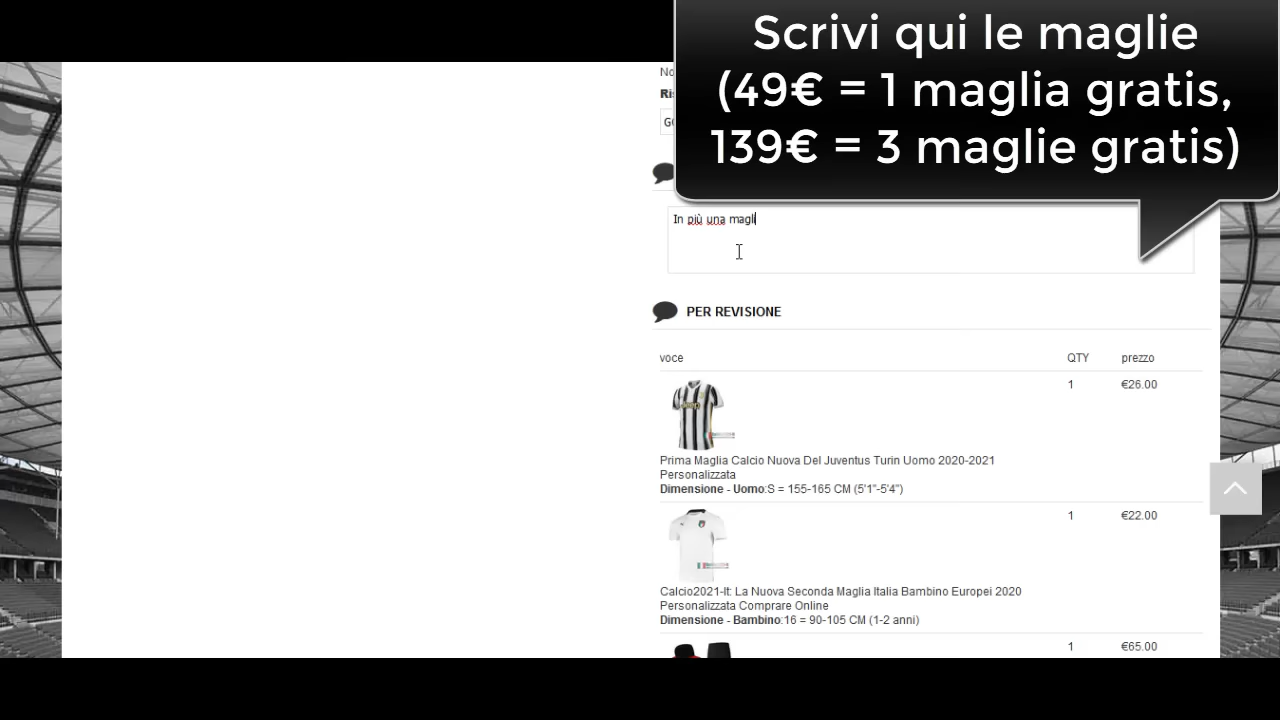 Scrivi qui le maglie
(49€ = 1 maglia gratis,
139€ = 3 maglie gratis)
In più una magli
PER REVISIONE
voce QTY prezzo
1 €26.00
Prima Maglia Calcio Nuova Del Juventus Turin Uomo 2020-2021
Personalizzata
Dimensione - Uomo:S = 155-165 CM (5'1"-5'4")
1 €22.00
Calcio2021-It: La Nuova Seconda Maglia Italia Bambino Europei 2020
Personalizzata Comprare Online
Dimensione - Bambino:16 = 90-105 CM (1-2 anni)
1 €65.00